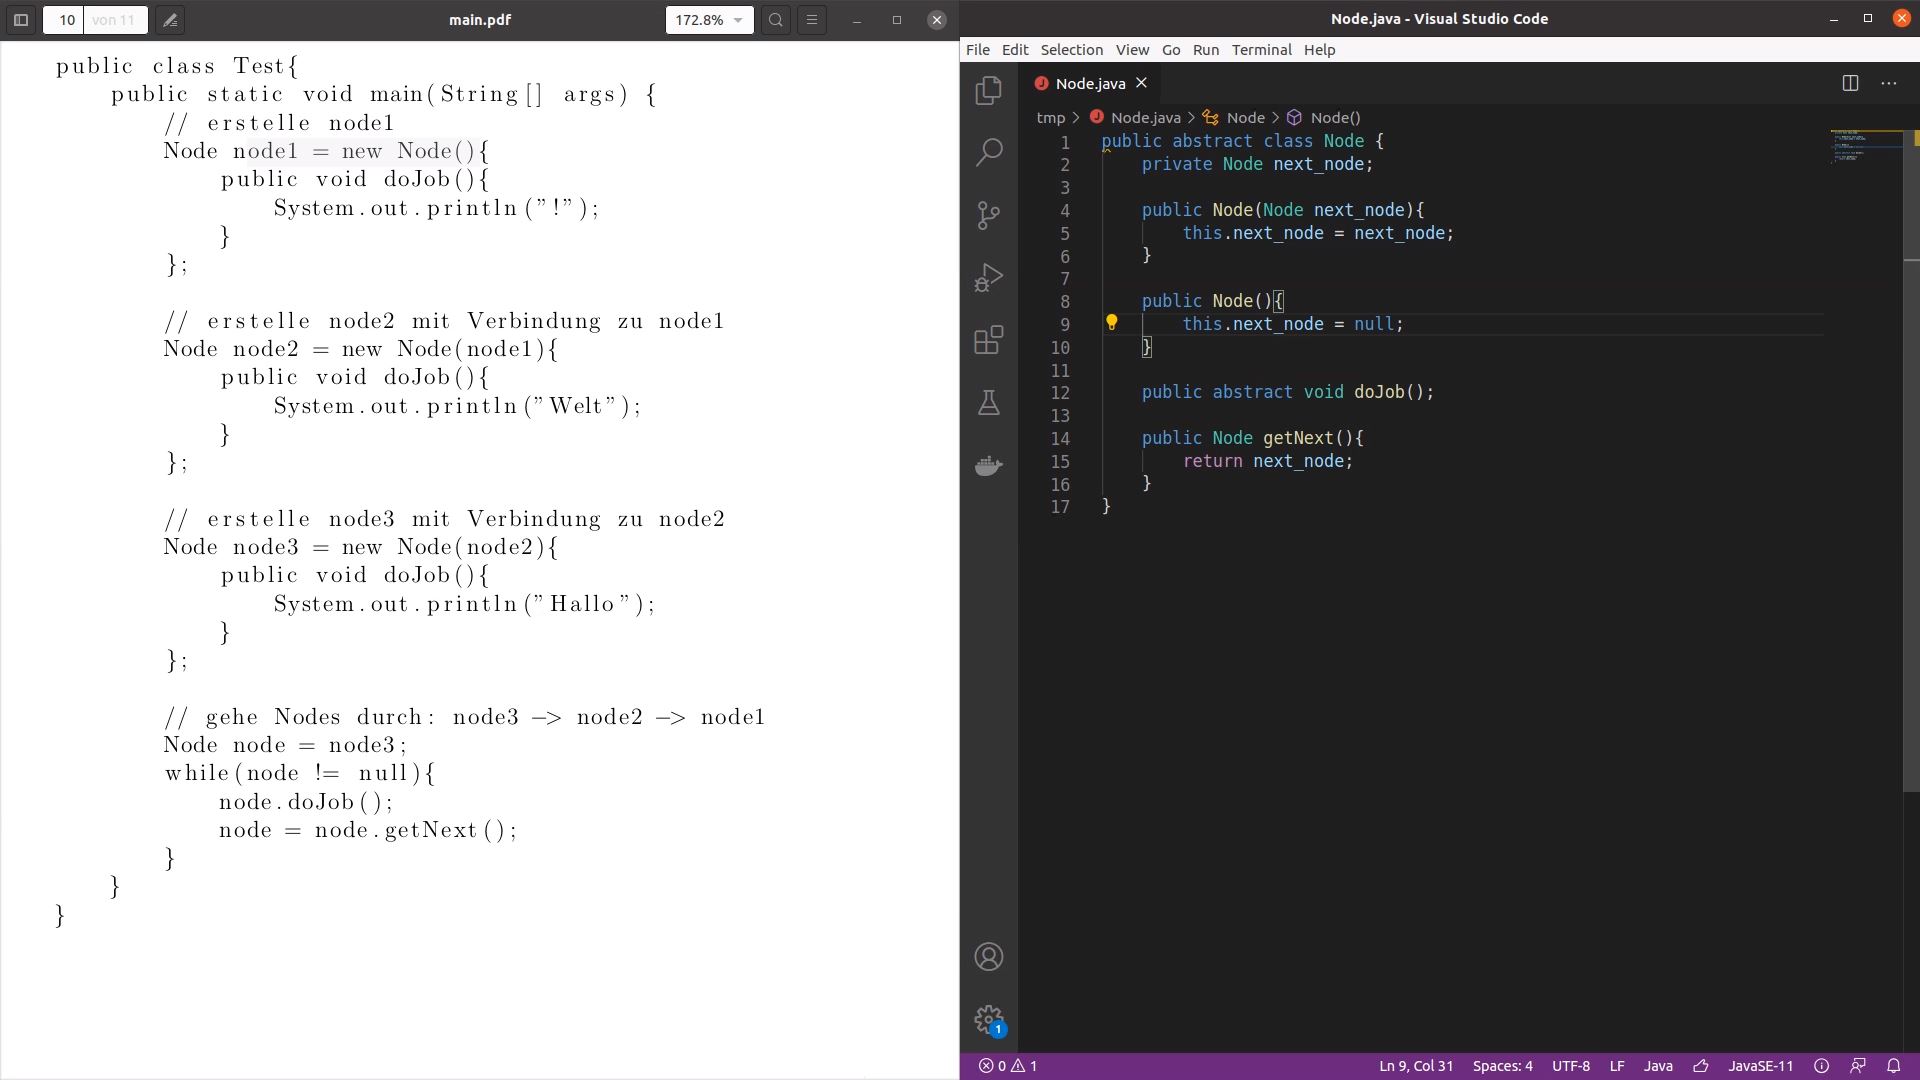 10 von 11
main.pdf
172.8%
public class Test{
public static void main(String[] args) {
// erstelle node1
Node node1 = new Node(){
public void doJob(){
System.out.println("!");
}
};
// erstelle node2 mit Verbindung zu node1
Node node2 = new Node(node1){
public void doJob(){
System.out.println("Welt");
}
};
// erstelle node3 mit Verbindung zu node2
Node node3 = new Node(node2){
public void doJob(){
System.out.println("Hallo");
}
};
// gehe Nodes durch: node3 -> node2 -> node1
Node node = node3;
while(node != null){
node.doJob();
node = node.getNext();
}
}
}
Node.java - Visual Studio Code
File Edit Selection View Go Run Terminal Help
Node.java
tmp > Node.java > Node > Node()
1 public abstract class Node {
2 private Node next_node;
3
4 public Node(Node next_node){
5 this.next_node = next_node;
6 }
7
8 public Node(){
9 this.next_node = null;
10 }
11
12 public abstract void doJob();
13
14 public Node getNext(){
15 return next_node;
16 }
17 }
1
0 1
Ln 9, Col 31 Spaces: 4 UTF-8 LF Java JavaSE-11